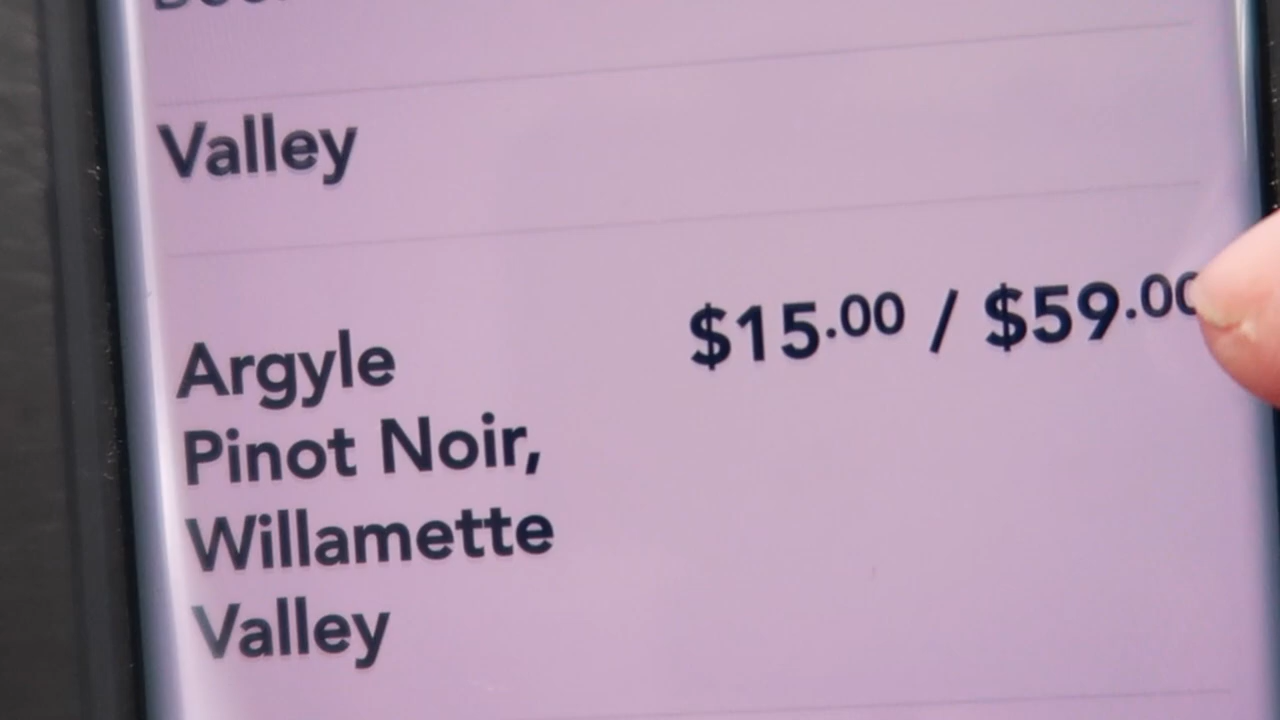 Valley
Argyle
$15.00 / $59.00
Pinot Noir,
Willamette
Valley